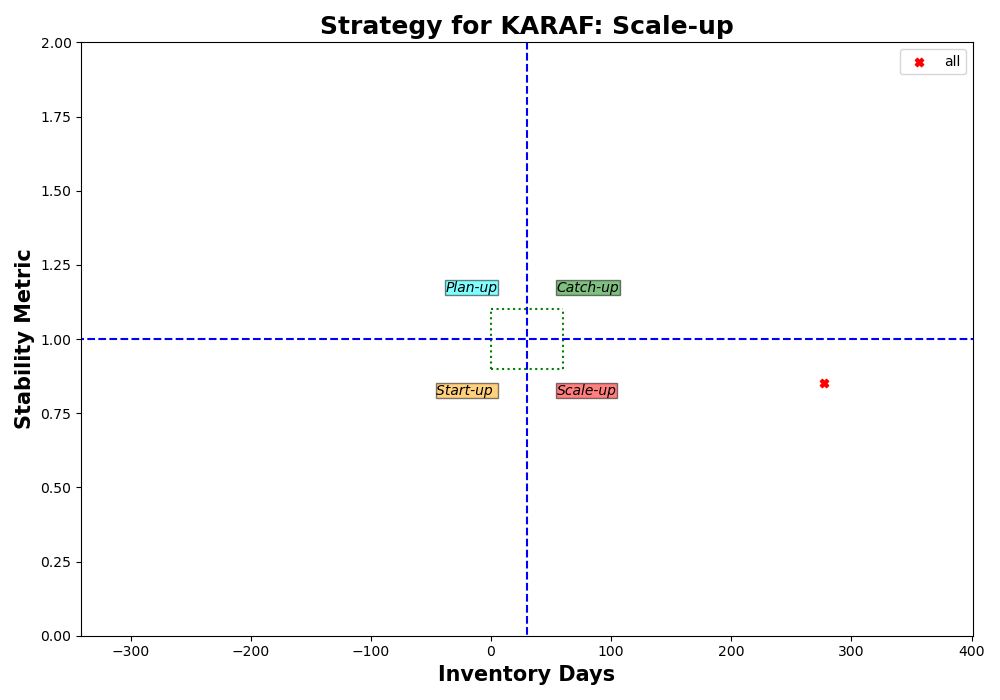 Strategy for KARAF: Scale-up
all
2.00
1.75
1.50
1.25
1.00
0.75
0.50
0.25
0.00
Stability Metric
Plan-up
Catch-up
Start-up
Scale-up
−300
−200
−100
0
100
200
300
400
Inventory Days